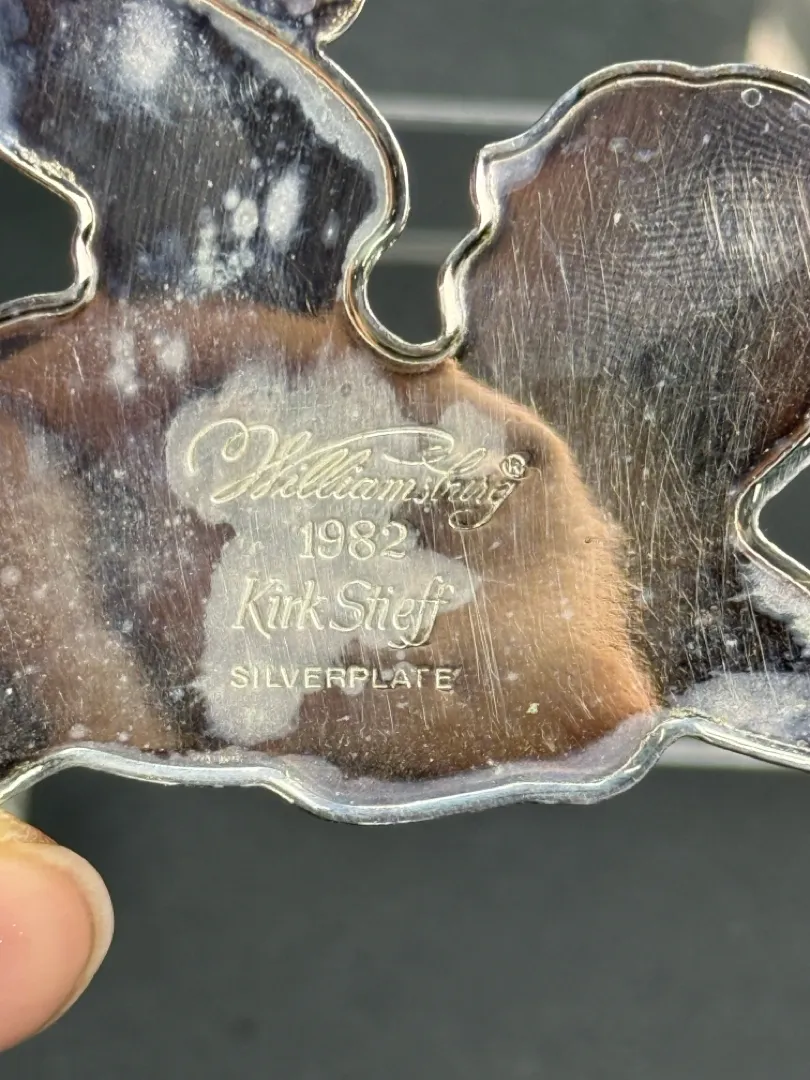 Williamsburg®
1982
Kirk Stieff
SILVERPLATE